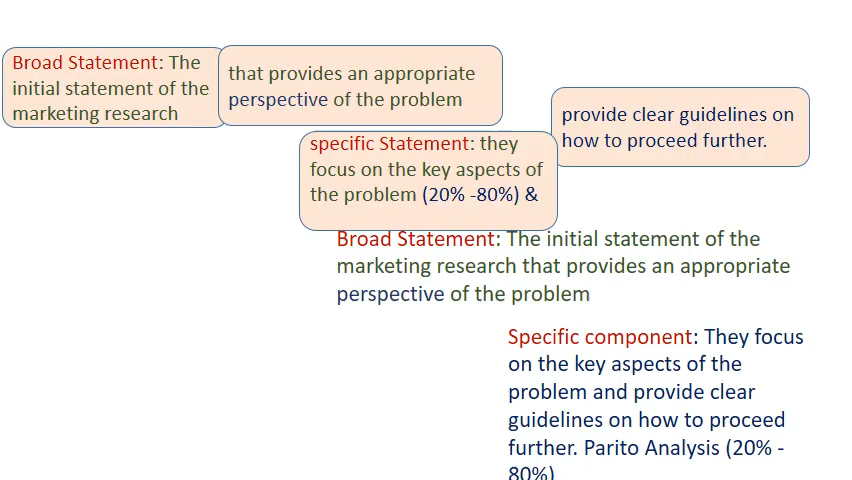 Broad Statement: The
initial statement of the
marketing research
that provides an appropriate
perspective of the problem
provide clear guidelines on
how to proceed further.
specific Statement: they
focus on the key aspects of
the problem (20% -80%) &
Broad Statement: The initial statement of the
marketing research that provides an appropriate
perspective of the problem
Specific component: They focus
on the key aspects of the
problem and provide clear
guidelines on how to proceed
further. Parito Analysis (20% -
80%)